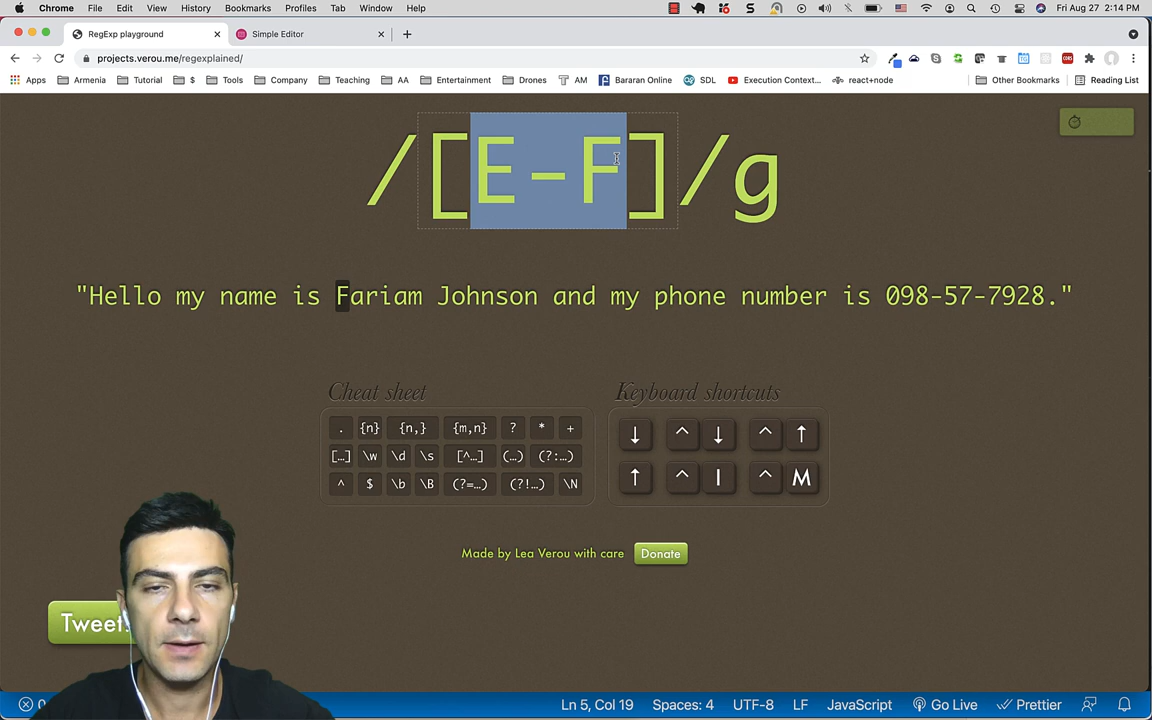 Chrome File Edit View History Bookmarks Profiles Tab Window Help Fri Aug 27 2:14 PM
RegExp playground Simple Editor
projects.verou.me/regexplained/
Apps Armenia Tutorial $ Tools Company Teaching AA Entertainment Drones AM Bararan Online SDL Execution Context... react+node Other Bookmarks Reading List
/[E-F]/g
"Hello my name is Fariam Johnson and my phone number is 098-57-7928."
Cheat sheet
. {n} {n,} {m,n} ? * +
[…] \w \d \s [^…] (…) (?:…)
^ $ \b \B (?=…) (?!…) \N
Keyboard shortcuts
↓ ^ ↓ ^ ↑
↑ ^ I ^ M
Made by Lea Verou with care Donate
Tweet
Ln 5, Col 19 Spaces: 4 UTF-8 LF JavaScript Go Live Prettier